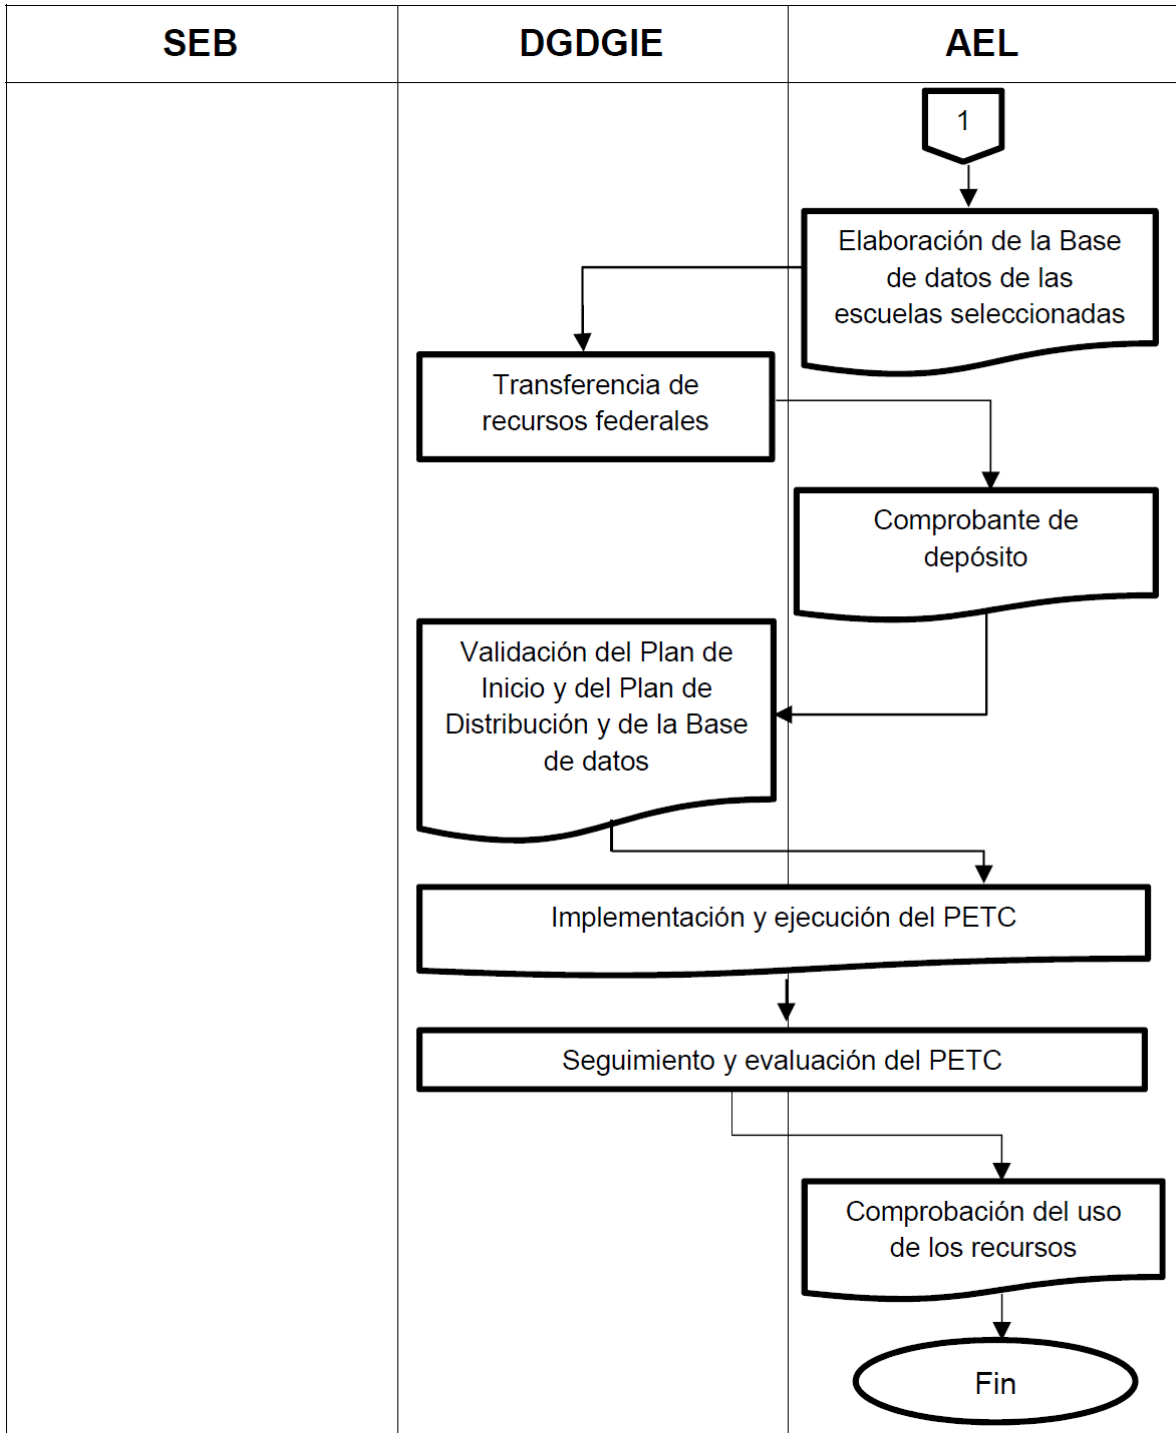 SEB
DGDGIE
AEL
1
Elaboración de la Base
de datos de las
escuelas seleccionadas
Transferencia de
recursos federales
Comprobante de
depósito
Validación del Plan de
Inicio y del Plan de
Distribución y de la Base
de datos
Implementación y ejecución del PETC
Seguimiento y evaluación del PETC
Comprobación del uso
de los recursos
Fin